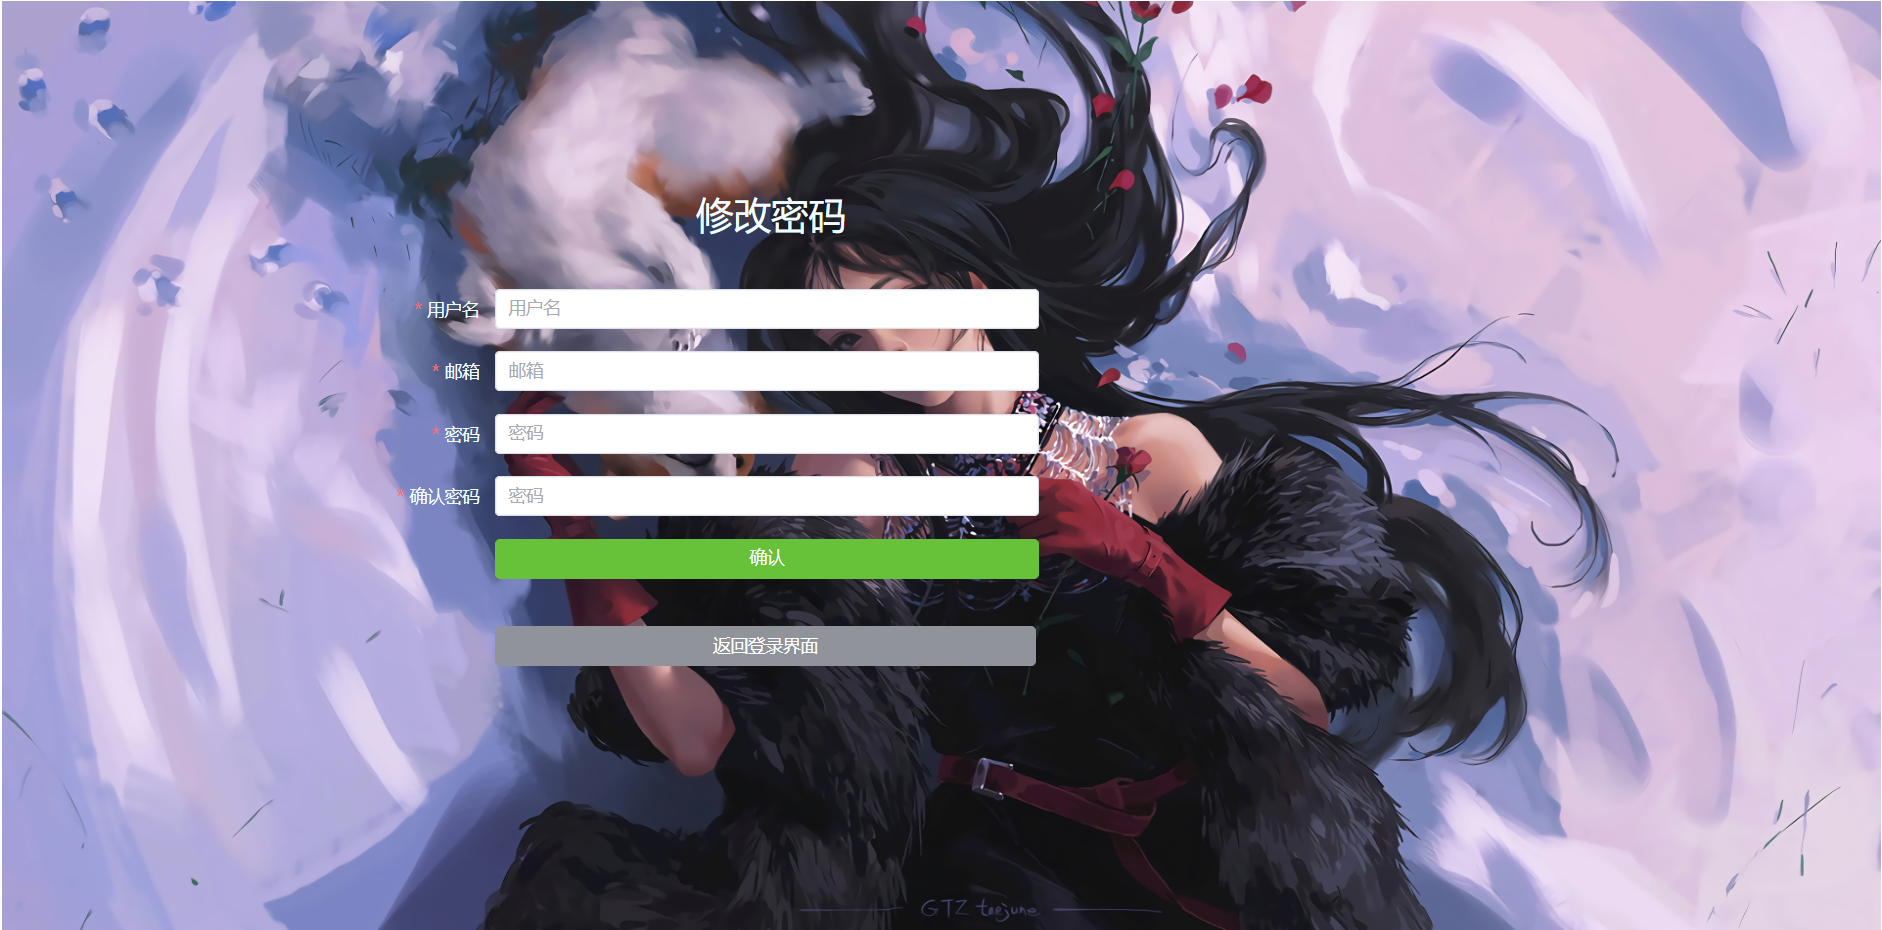 修改密码
* 用户名 用户名
* 邮箱 邮箱
* 密码 密码
* 确认密码 密码
确认
返回登录界面
GTZ taejune